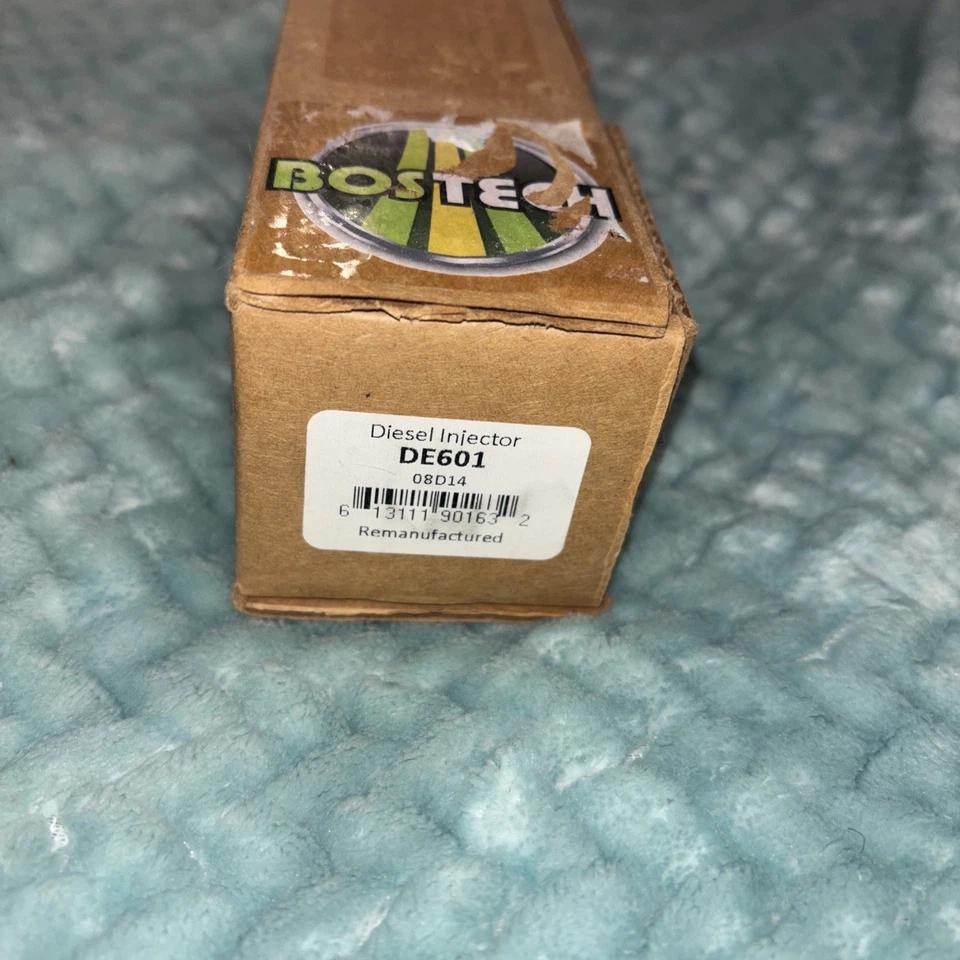 BOSTECH
Diesel Injector
DE601
08D14
6 13111 90163 2
Remanufactured